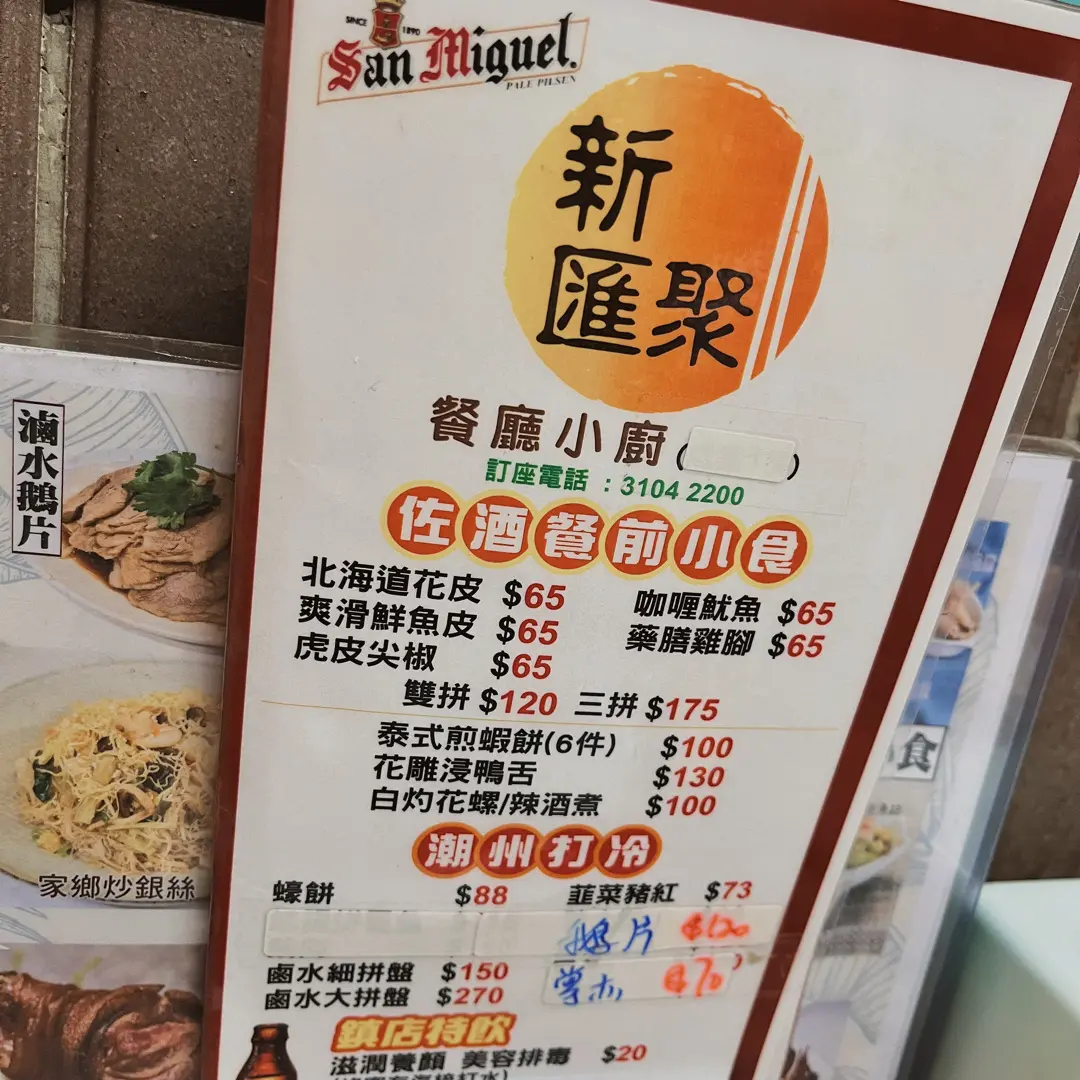 SINCE 1890
San Miguel.
PALE PILSEN
新
匯聚
餐廳小廚
訂座電話：3104 2200
佐酒餐前小食
北海道花皮 $65 咖喱魷魚 $65
爽滑鮮魚皮 $65 藥膳雞腳 $65
虎皮尖椒 $65
雙拼 $120 三拼 $175
泰式煎蝦餅(6件) $100
花雕浸鴨舌 $130
白灼花螺/辣酒煮 $100
潮州打冷
蠔餅 $88 韮菜豬紅 $73
鵝片 $120
鹵水細拼盤 $150
掌亦 $70
鹵水大拼盤 $270
鎮店特飲
滋潤養顏 美容排毒 $20
滷水鵝片
家鄉炒銀絲
食